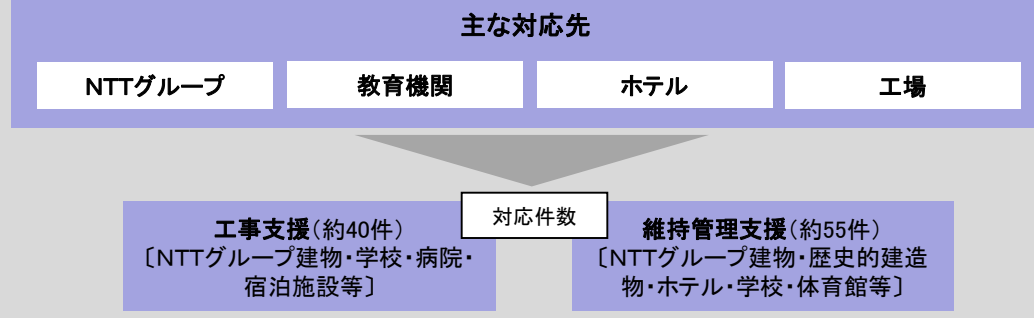 主な対応先
NTTグループ
教育機関
ホテル
工場
対応件数
工事支援(約40件)
〔NTTグループ建物・学校・病院・
宿泊施設等〕
維持管理支援(約55件)
〔NTTグループ建物・歴史的建造
物・ホテル・学校・体育館等〕